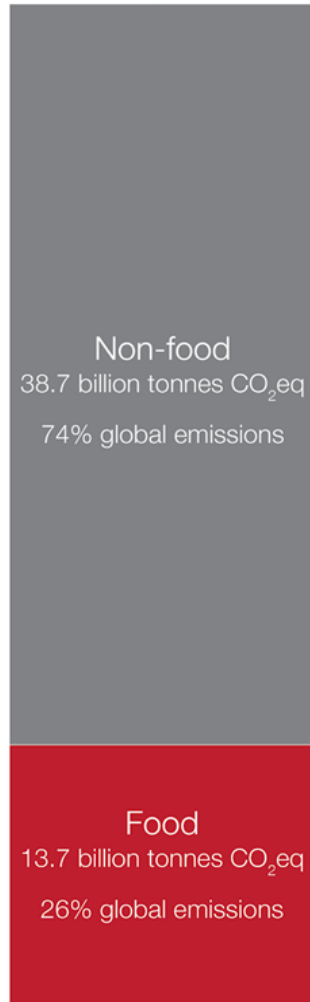 Non-food
38.7 billion tonnes CO₂eq
74% global emissions
Food
13.7 billion tonnes CO₂eq
26% global emissions